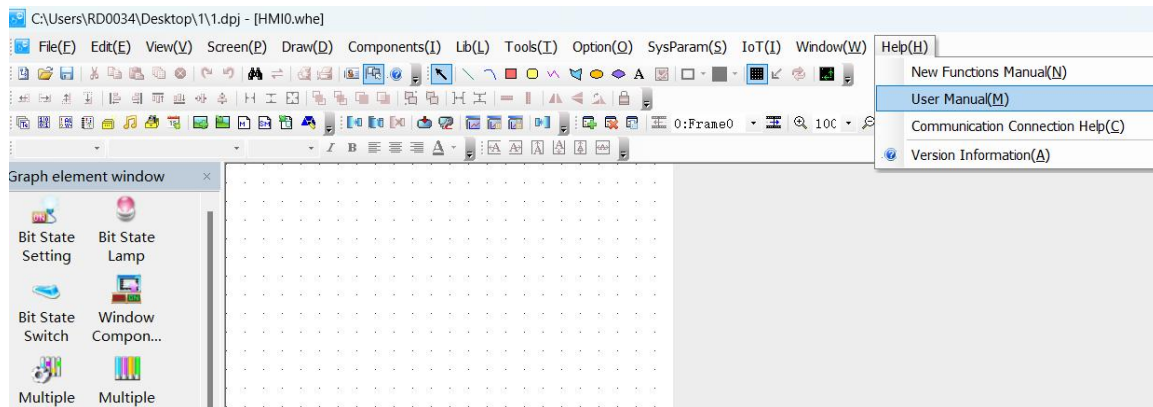 C:\Users\RD0034\Desktop\1\1.dpj - [HMI0.whe]
File(F) Edit(E) View(V) Screen(P) Draw(D) Components(I) Lib(L) Tools(T) Option(O) SysParam(S) IoT(I) Window(W) Help(H)
New Functions Manual(N)
User Manual(M)
0:Frame0 100
Communication Connection Help(C)
Version Information(A)
Graph element window
Bit State Setting
Bit State Lamp
Bit State Switch
Window Compon...
Multiple
Multiple